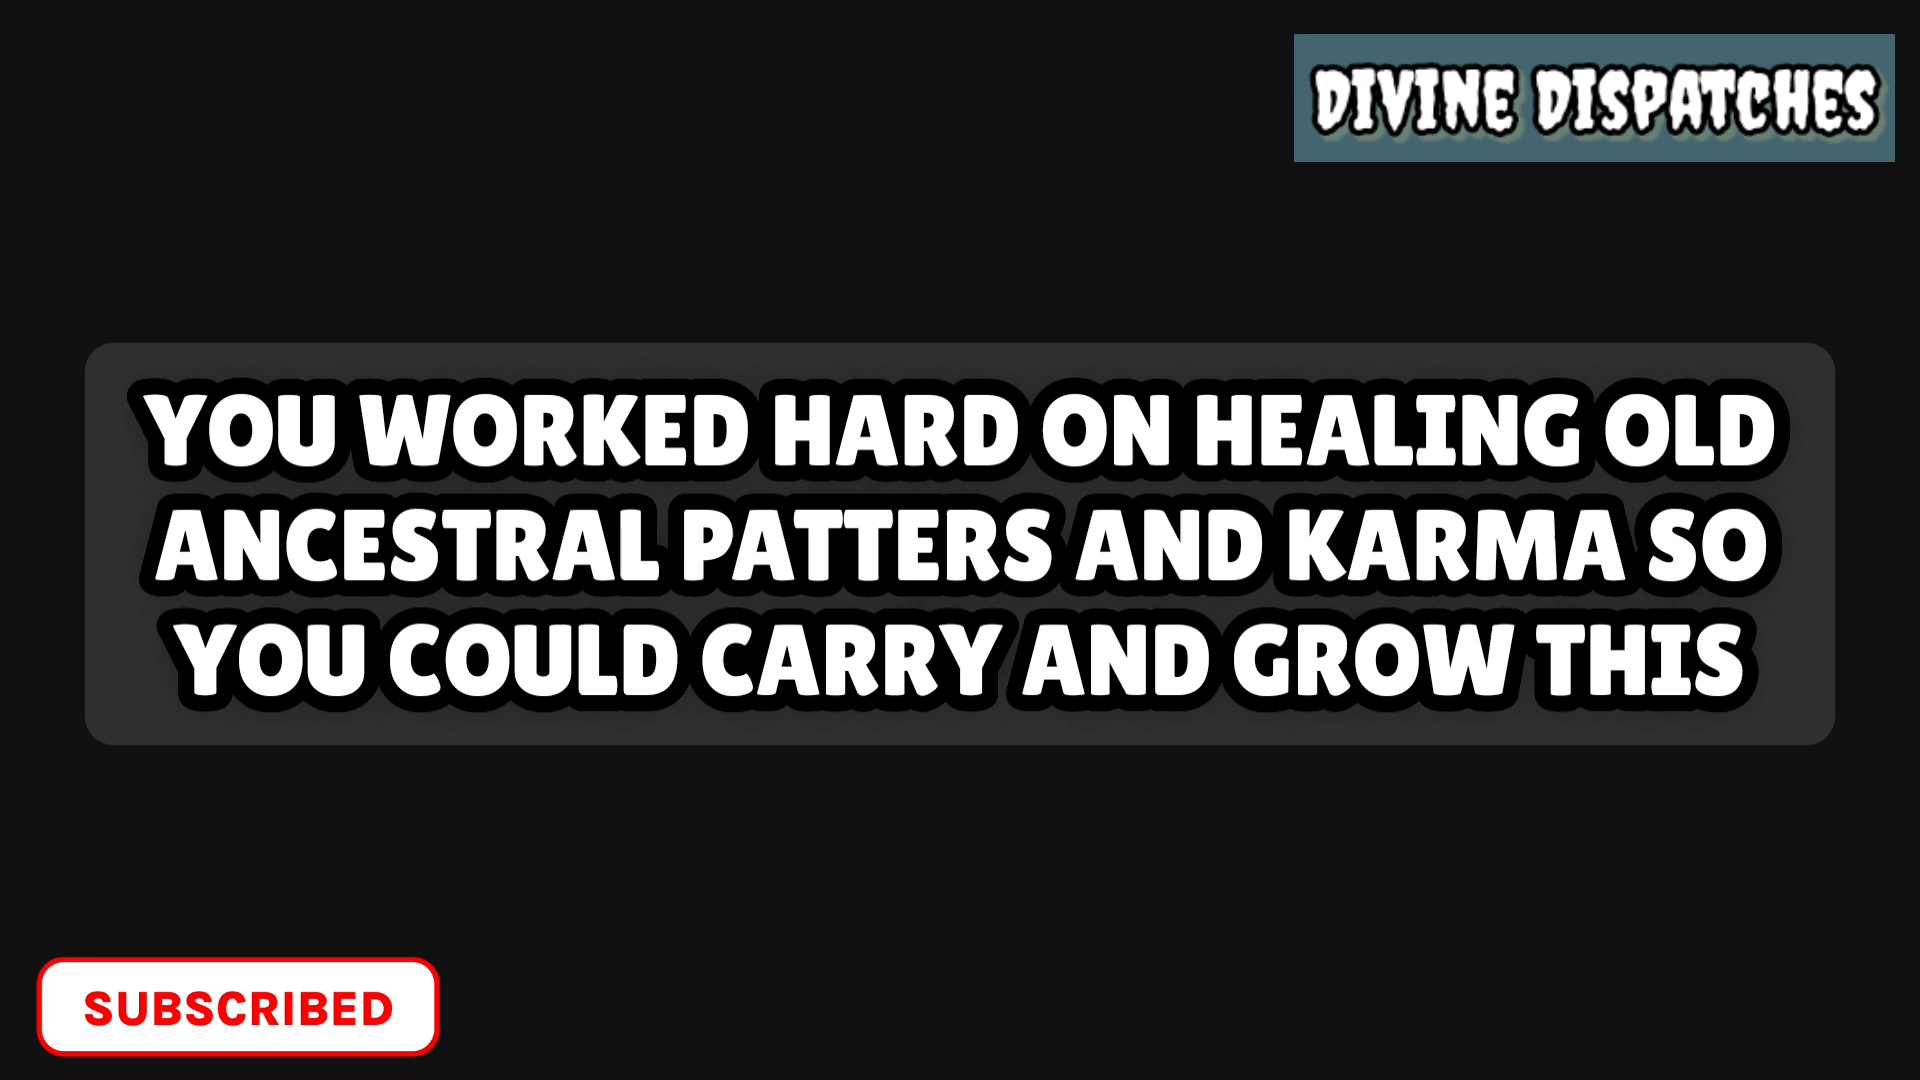 DIVINE DISPATCHES
YOU WORKED HARD ON HEALING OLD
ANCESTRAL PATTERS AND KARMA SO
YOU COULD CARRY AND GROW THIS
SUBSCRIBED